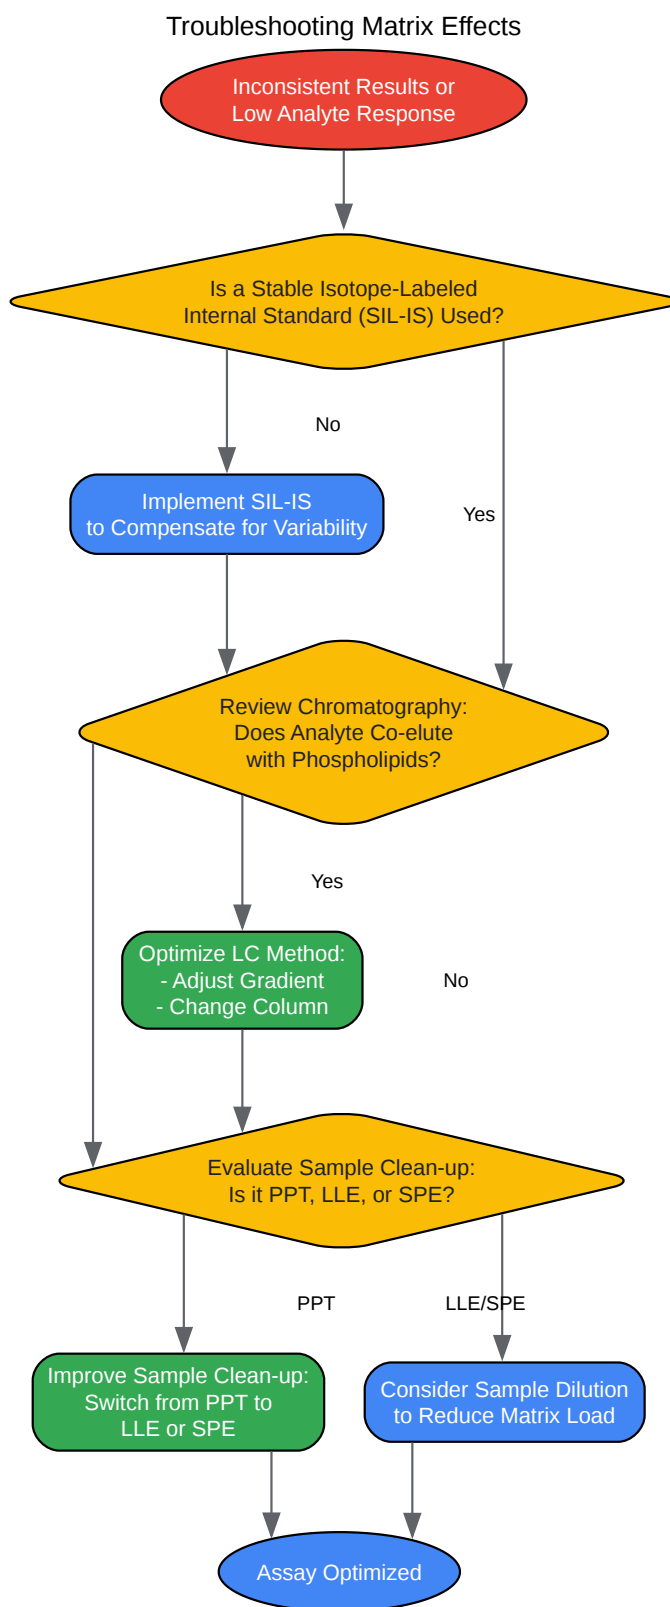 Troubleshooting Matrix Effects
Inconsistent Results or
Low Analyte Response
Is a Stable Isotope-Labeled
Internal Standard (SIL-IS) Used?
No
Implement SIL-IS
to Compensate for Variability
Yes
Review Chromatography:
Does Analyte Co-elute
with Phospholipids?
Yes
Optimize LC Method:
- Adjust Gradient
- Change Column
No
Evaluate Sample Clean-up:
Is it PPT, LLE, or SPE?
PPT
LLE/SPE
Improve Sample Clean-up:
Switch from PPT to
LLE or SPE
Consider Sample Dilution
to Reduce Matrix Load
Assay Optimized